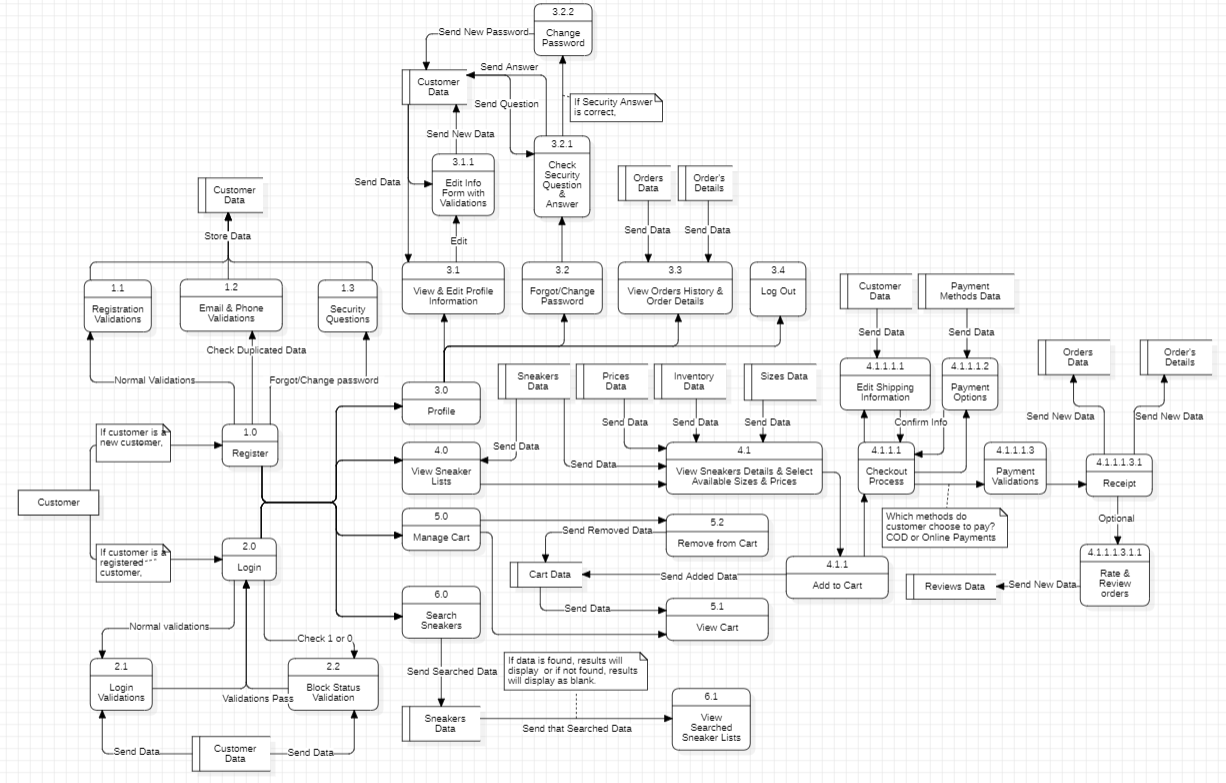 3.2.2
Change
Password
Send New Password
Customer
Data
Send Answer
Send Question
If Security Answer
is correct,
Send New Data
3.2.1
Check
Security
Question
&
Answer
3.1.1
Edit Info
Form with
Validations
Send Data
Edit
Orders
Data
Order's
Details
Send Data
Send Data
Customer
Data
Store Data
1.1
Registration
Validations
1.2
Email & Phone
Validations
1.3
Security
Questions
3.1
View & Edit Profile
Information
3.2
Forgot/Change
Password
3.3
View Orders History &
Order Details
3.4
Log Out
Customer
Data
Payment
Methods Data
Send Data
Send Data
Check Duplicated Data
Normal Validations
Forgot/Change password
3.0
Profile
Sneakers
Data
Prices
Data
Inventory
Data
Sizes Data
4.1.1.1.1
Edit Shipping
Information
4.1.1.1.2
Payment
Options
Orders
Data
Order's
Details
If customer is a
new customer,
1.0
Register
Send Data
Send Data
Send Data
Send Data
Send Data
Confirm Info
Send New Data
Send New Data
4.0
View Sneaker
Lists
4.1
View Sneakers Details & Select
Available Sizes & Prices
4.1.1.1
Checkout
Process
4.1.1.1.3
Payment
Validations
4.1.1.1.3.1
Receipt
Customer
5.0
Manage Cart
5.2
Remove from Cart
Send Removed Data
Which methods do
customer choose to pay?
COD or Online Payments
Optional
If customer is a
registered
customer,
2.0
Login
Cart Data
Send Added Data
4.1.1
Add to Cart
Reviews Data
Send New Data
4.1.1.1.3.1.1
Rate &
Review
orders
6.0
Search
Sneakers
Send Data
5.1
View Cart
Normal validations
Check 1 or 0
2.1
Login
Validations
2.2
Block Status
Validation
Validations Pass
Send Searched Data
If data is found, results will
display or if not found, results
will display as blank.
Sneakers
Data
Send that Searched Data
6.1
View
Searched
Sneaker Lists
Send Data
Customer
Data
Send Data